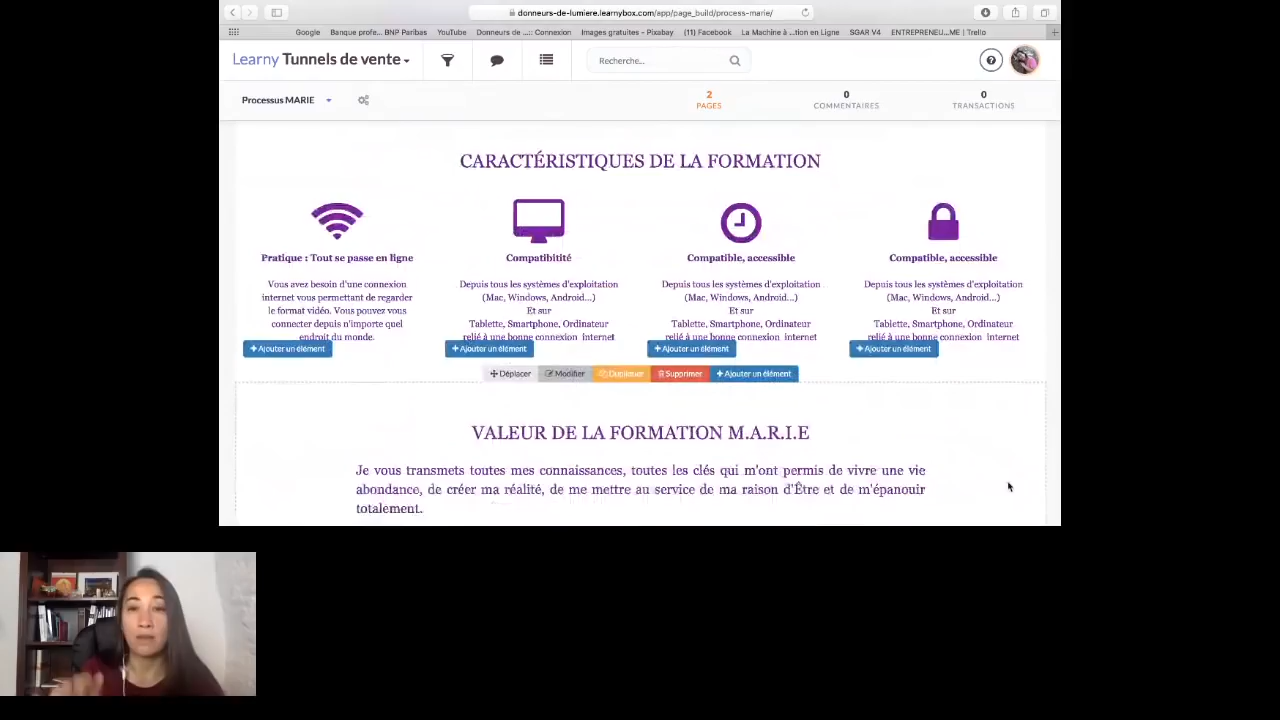 donneurs-de-lumiere.learnybox.com/app/page_build/process-marie/
Google Banque profe... BNP Paribas YouTube Donneurs de ...:: Connexion Images gratuites - Pixabay (11) Facebook La Machine à ...tion en Ligne SGAR V4 ENTREPRENEU...ME | Trello
Learny Tunnels de vente
Recherche...
Processus MARIE
2 PAGES
0 COMMENTAIRES
0 TRANSACTIONS
CARACTÉRISTIQUES DE LA FORMATION
Pratique : Tout se passe en ligne
Vous avez besoin d'une connexion
internet vous permettant de regarder
le format vidéo. Vous pouvez vous
connecter depuis n'importe quel
endroit du monde.
+ Ajouter un élément
Compatibitité
Depuis tous les systèmes d'exploitation
(Mac, Windows, Android...)
Et sur
Tablette, Smartphone, Ordinateur
relié à une bonne connexion internet
+ Ajouter un élément
Compatible, accessible
Depuis tous les systèmes d'exploitation
(Mac, Windows, Android...)
Et sur
Tablette, Smartphone, Ordinateur
relié à une bonne connexion internet
+ Ajouter un élément
Compatible, accessible
Depuis tous les systèmes d'exploitation
(Mac, Windows, Android...)
Et sur
Tablette, Smartphone, Ordinateur
relié à une bonne connexion internet
+ Ajouter un élément
Déplacer Modifier Dupliquer Supprimer + Ajouter un élément
VALEUR DE LA FORMATION M.A.R.I.E
Je vous transmets toutes mes connaissances, toutes les clés qui m'ont permis de vivre une vie
abondance, de créer ma réalité, de me mettre au service de ma raison d'Être et de m'épanouir
totalement.